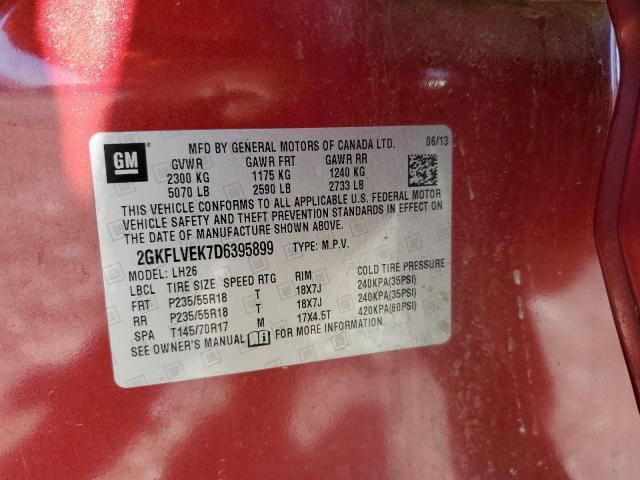 GM
MFD BY GENERAL MOTORS OF CANADA LTD. 06/13
GVWR GAWR FRT GAWR RR
2300 KG 1175 KG 1240 KG
5070 LB 2590 LB 2733 LB
THIS VEHICLE CONFORMS TO ALL APPLICABLE U.S. FEDERAL MOTOR
VEHICLE SAFETY AND THEFT PREVENTION STANDARDS IN EFFECT ON
THE DATE OF MANUFACTURE SHOWN ABOVE.
2GKFLVEK7D6395899 TYPE: M.P.V.
MODEL: LH26
LBCL TIRE SIZE SPEED RTG RIM COLD TIRE PRESSURE
FRT P235/55R18 T 18X7J 240KPA(35PSI)
RR P235/55R18 T 18X7J 240KPA(35PSI)
SPA T145/70R17 M 17X4.5T 420KPA(60PSI)
SEE OWNER'S MANUAL FOR MORE INFORMATION.